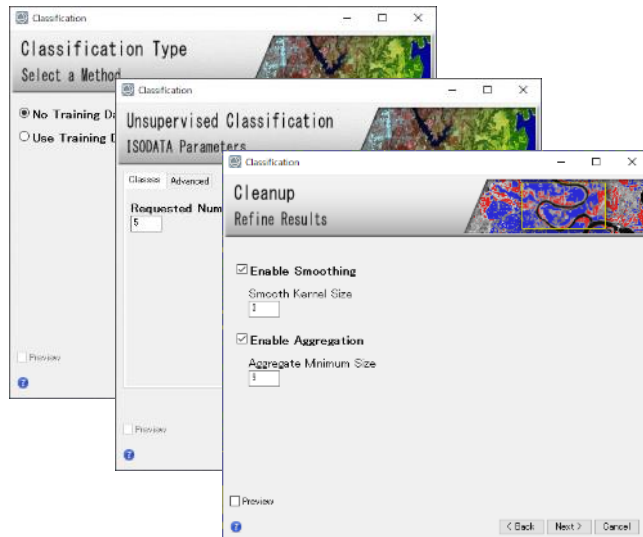 Classification
Classification Type
Select a Method
No Training Da
Use Training D
Preview
Classification
Unsupervised Classification
ISODATA Parameters
Classes Advanced
Requested Num
5
Preview
Classification
Cleanup
Refine Results
Enable Smoothing
Smooth Kernel Size
3
Enable Aggregation
Aggregate Minimum Size
9
Preview
< Back Next > Cancel